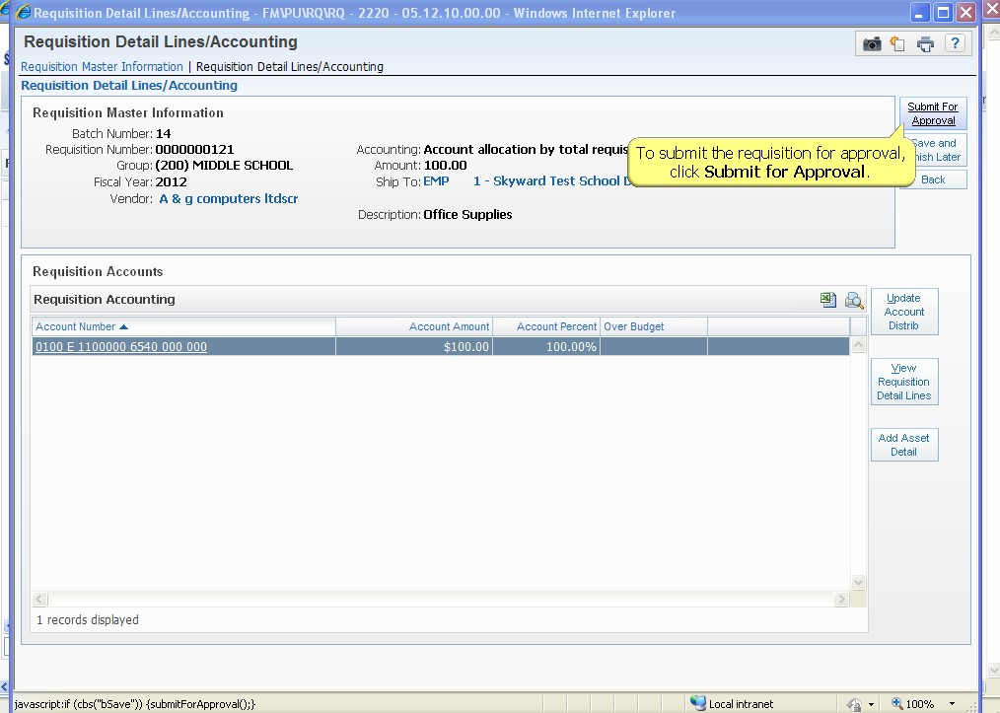 Requisition Detail Lines/Accounting - FM\PU\RQ\RQ - 2220 - 05.12.10.00.00 - Windows Internet Explorer
Requisition Detail Lines/Accounting
Requisition Master Information | Requisition Detail Lines/Accounting
Requisition Detail Lines/Accounting
Requisition Master Information
Batch Number: 14
Requisition Number: 0000000121
Group: (200) MIDDLE SCHOOL
Fiscal Year: 2012
Vendor: A & g computers ltdscr
Accounting: Account allocation by total requis
Amount: 100.00
Ship To: EMP 1 - Skyward Test School
Description: Office Supplies
Submit For
Approval
Save and
Later
Back
To submit the requisition for approval,
click Submit for Approval.
Requisition Accounts
Requisition Accounting
Account Number Account Amount Account Percent Over Budget
0100 E 1100000 6540 000 000 $100.00 100.00%
1 records displayed
Update
Account
Distrib
View
Requisition
Detail Lines
Add Asset
Detail
javascript:if (cbs("bSave")) {submitForApproval();}
Local intranet
100%